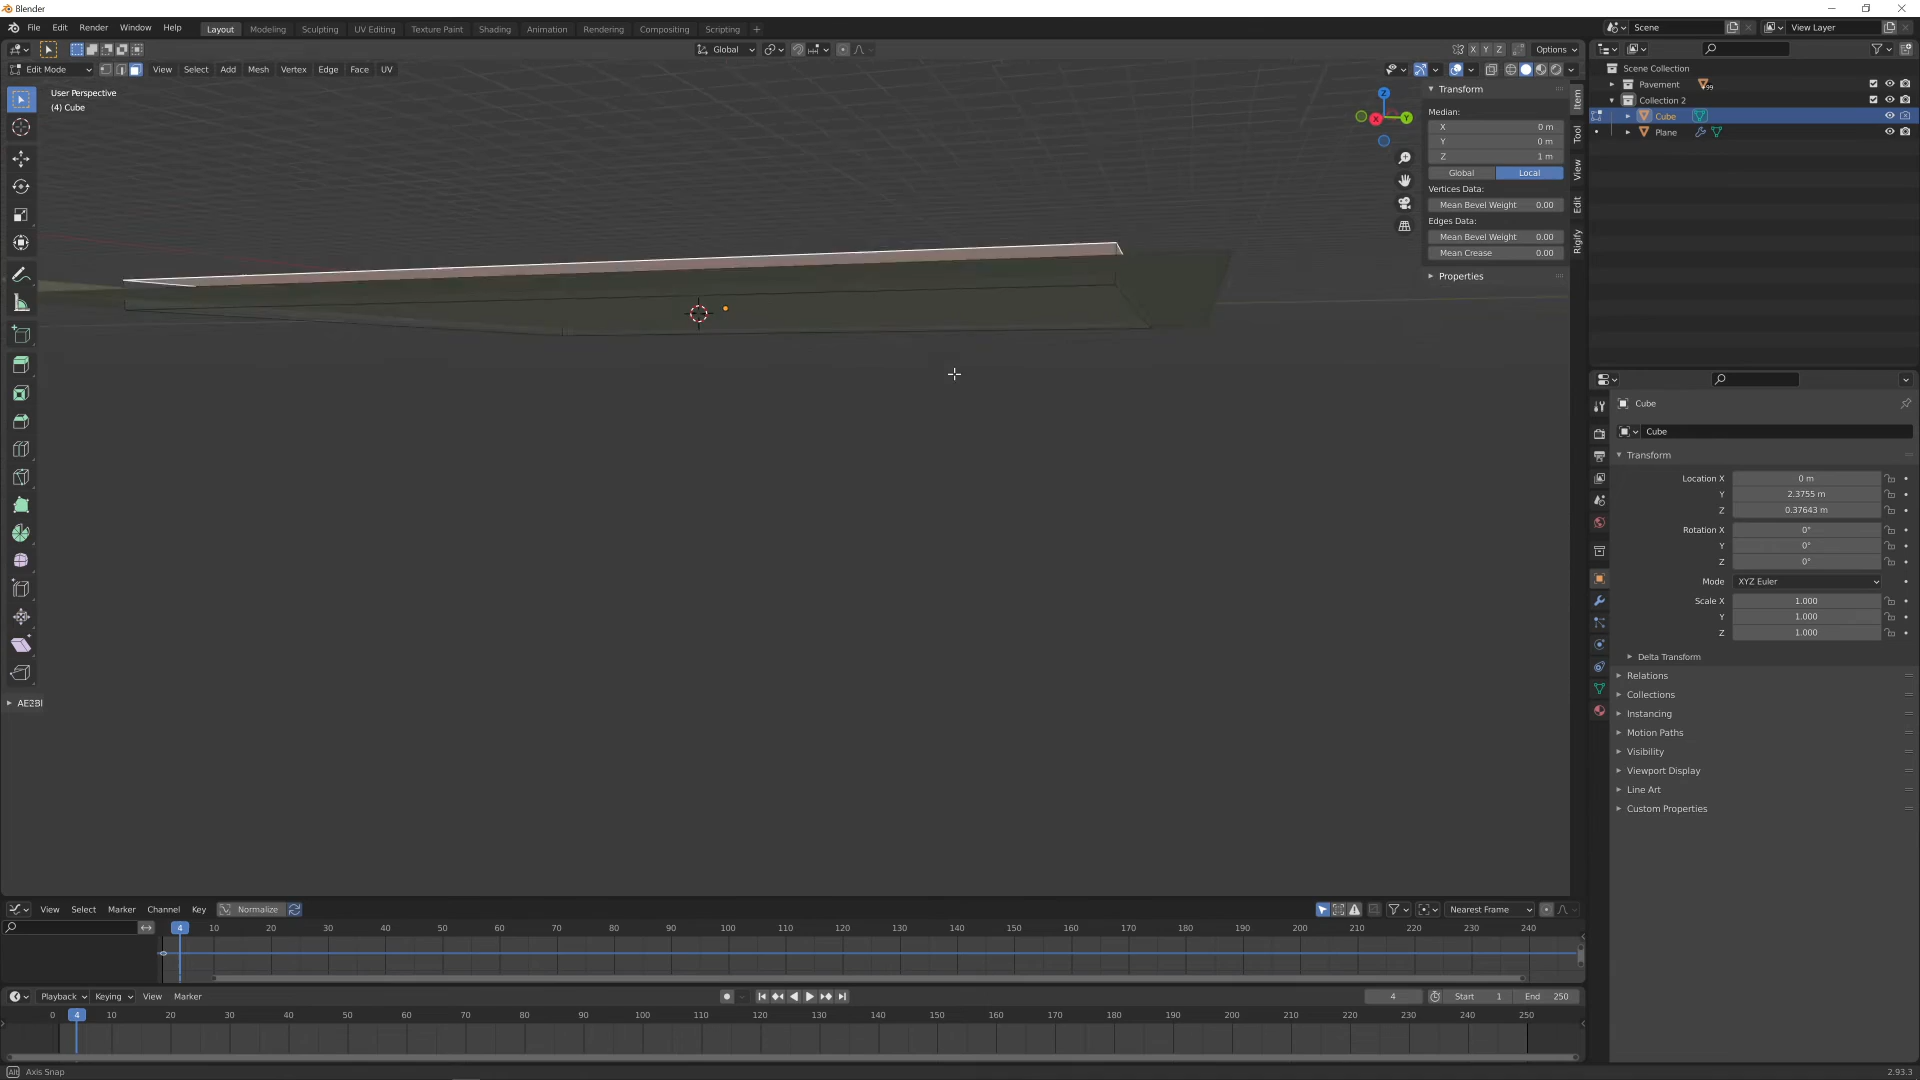 Blender
File Edit Render Window Help
Layout Modeling Sculpting UV Editing Texture Paint Shading Animation Rendering Compositing Scripting +
Scene
View Layer
Global
Options
X Y Z
Edit Mode
View Select Add Mesh Vertex Edge Face UV
User Perspective
(4) Cube
Z
X
Y
Transform
Median:
X 0 m
Y 0 m
Z 1 m
Global Local
Vertices Data:
Mean Bevel Weight 0.00
Edges Data:
Mean Bevel Weight 0.00
Mean Crease 0.00
Properties
Item
Tool
View
Edit
Rigify
Scene Collection
Pavement 99
Collection 2
Cube
Plane
Cube
Cube
Transform
Location X 0 m
Y 2.3755 m
Z 0.37643 m
Rotation X 0°
Y 0°
Z 0°
Mode XYZ Euler
Scale X 1.000
Y 1.000
Z 1.000
Delta Transform
Relations
Collections
Instancing
Motion Paths
Visibility
Viewport Display
Line Art
Custom Properties
View Select Marker Channel Key Normalize
Nearest Frame
4 10 20 30 40 50 60 70 80 90 100 110 120 130 140 150 160 170 180 190 200 210 220 230 240
Playback Keying View Marker
4 Start 1 End 250
0 4 10 20 30 40 50 60 70 80 90 100 110 120 130 140 150 160 170 180 190 200 210 220 230 240 250
Alt Axis Snap
2.93.3